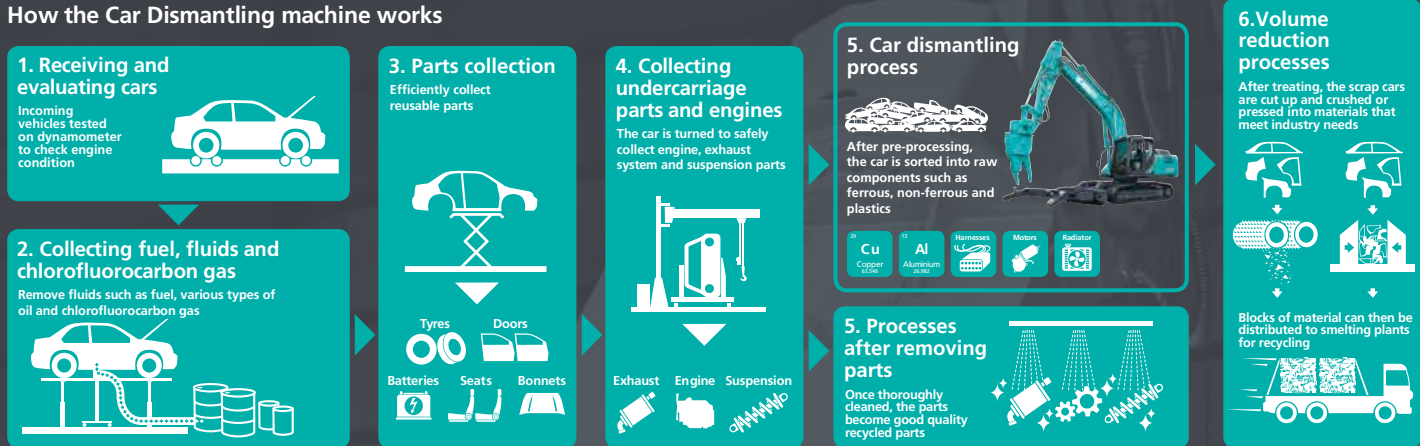 How the Car Dismantling machine works
1. Receiving and
evaluating cars
Incoming
vehicles tested
on dynamometer
to check engine
condition
2. Collecting fuel, fluids and
chlorofluorocarbon gas
Remove fluids such as fuel, various types of
oil and chlorofluorocarbon gas
3. Parts collection
Efficiently collect
reusable parts
Tyres
Doors
Batteries
Seats
Bonnets
4. Collecting
undercarriage
parts and engines
The car is turned to safely
collect engine, exhaust
system and suspension parts
Exhaust
Engine
Suspension
5. Car dismantling
process
After pre-processing,
the car is sorted into raw
components such as
ferrous, non-ferrous and
plastics
29
Cu
Copper
63.546
13
Al
Aluminium
26.982
Harnesses
Motors
Radiator
5. Processes
after removing
parts
Once thoroughly
cleaned, the parts
become good quality
recycled parts
6.Volume
reduction
processes
After treating, the scrap cars
are cut up and crushed or
pressed into materials that
meet industry needs
Blocks of material can then be
distributed to smelting plants
for recycling